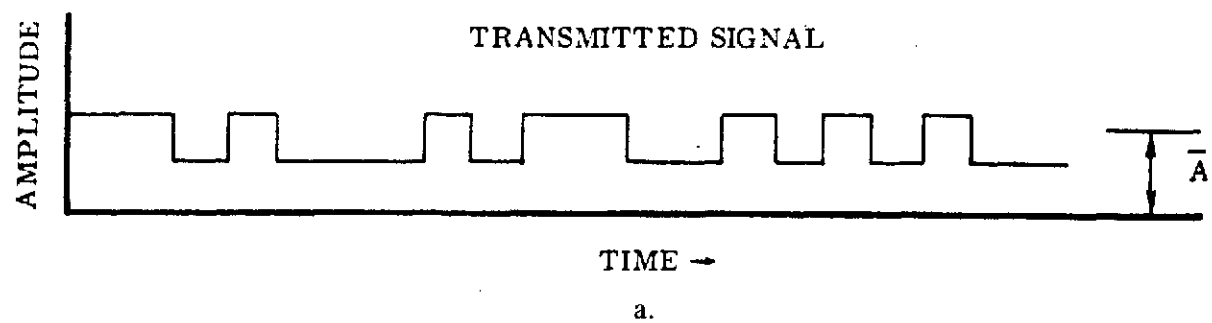 TRANSMITTED SIGNAL
AMPLITUDE
A̅
TIME →
a.